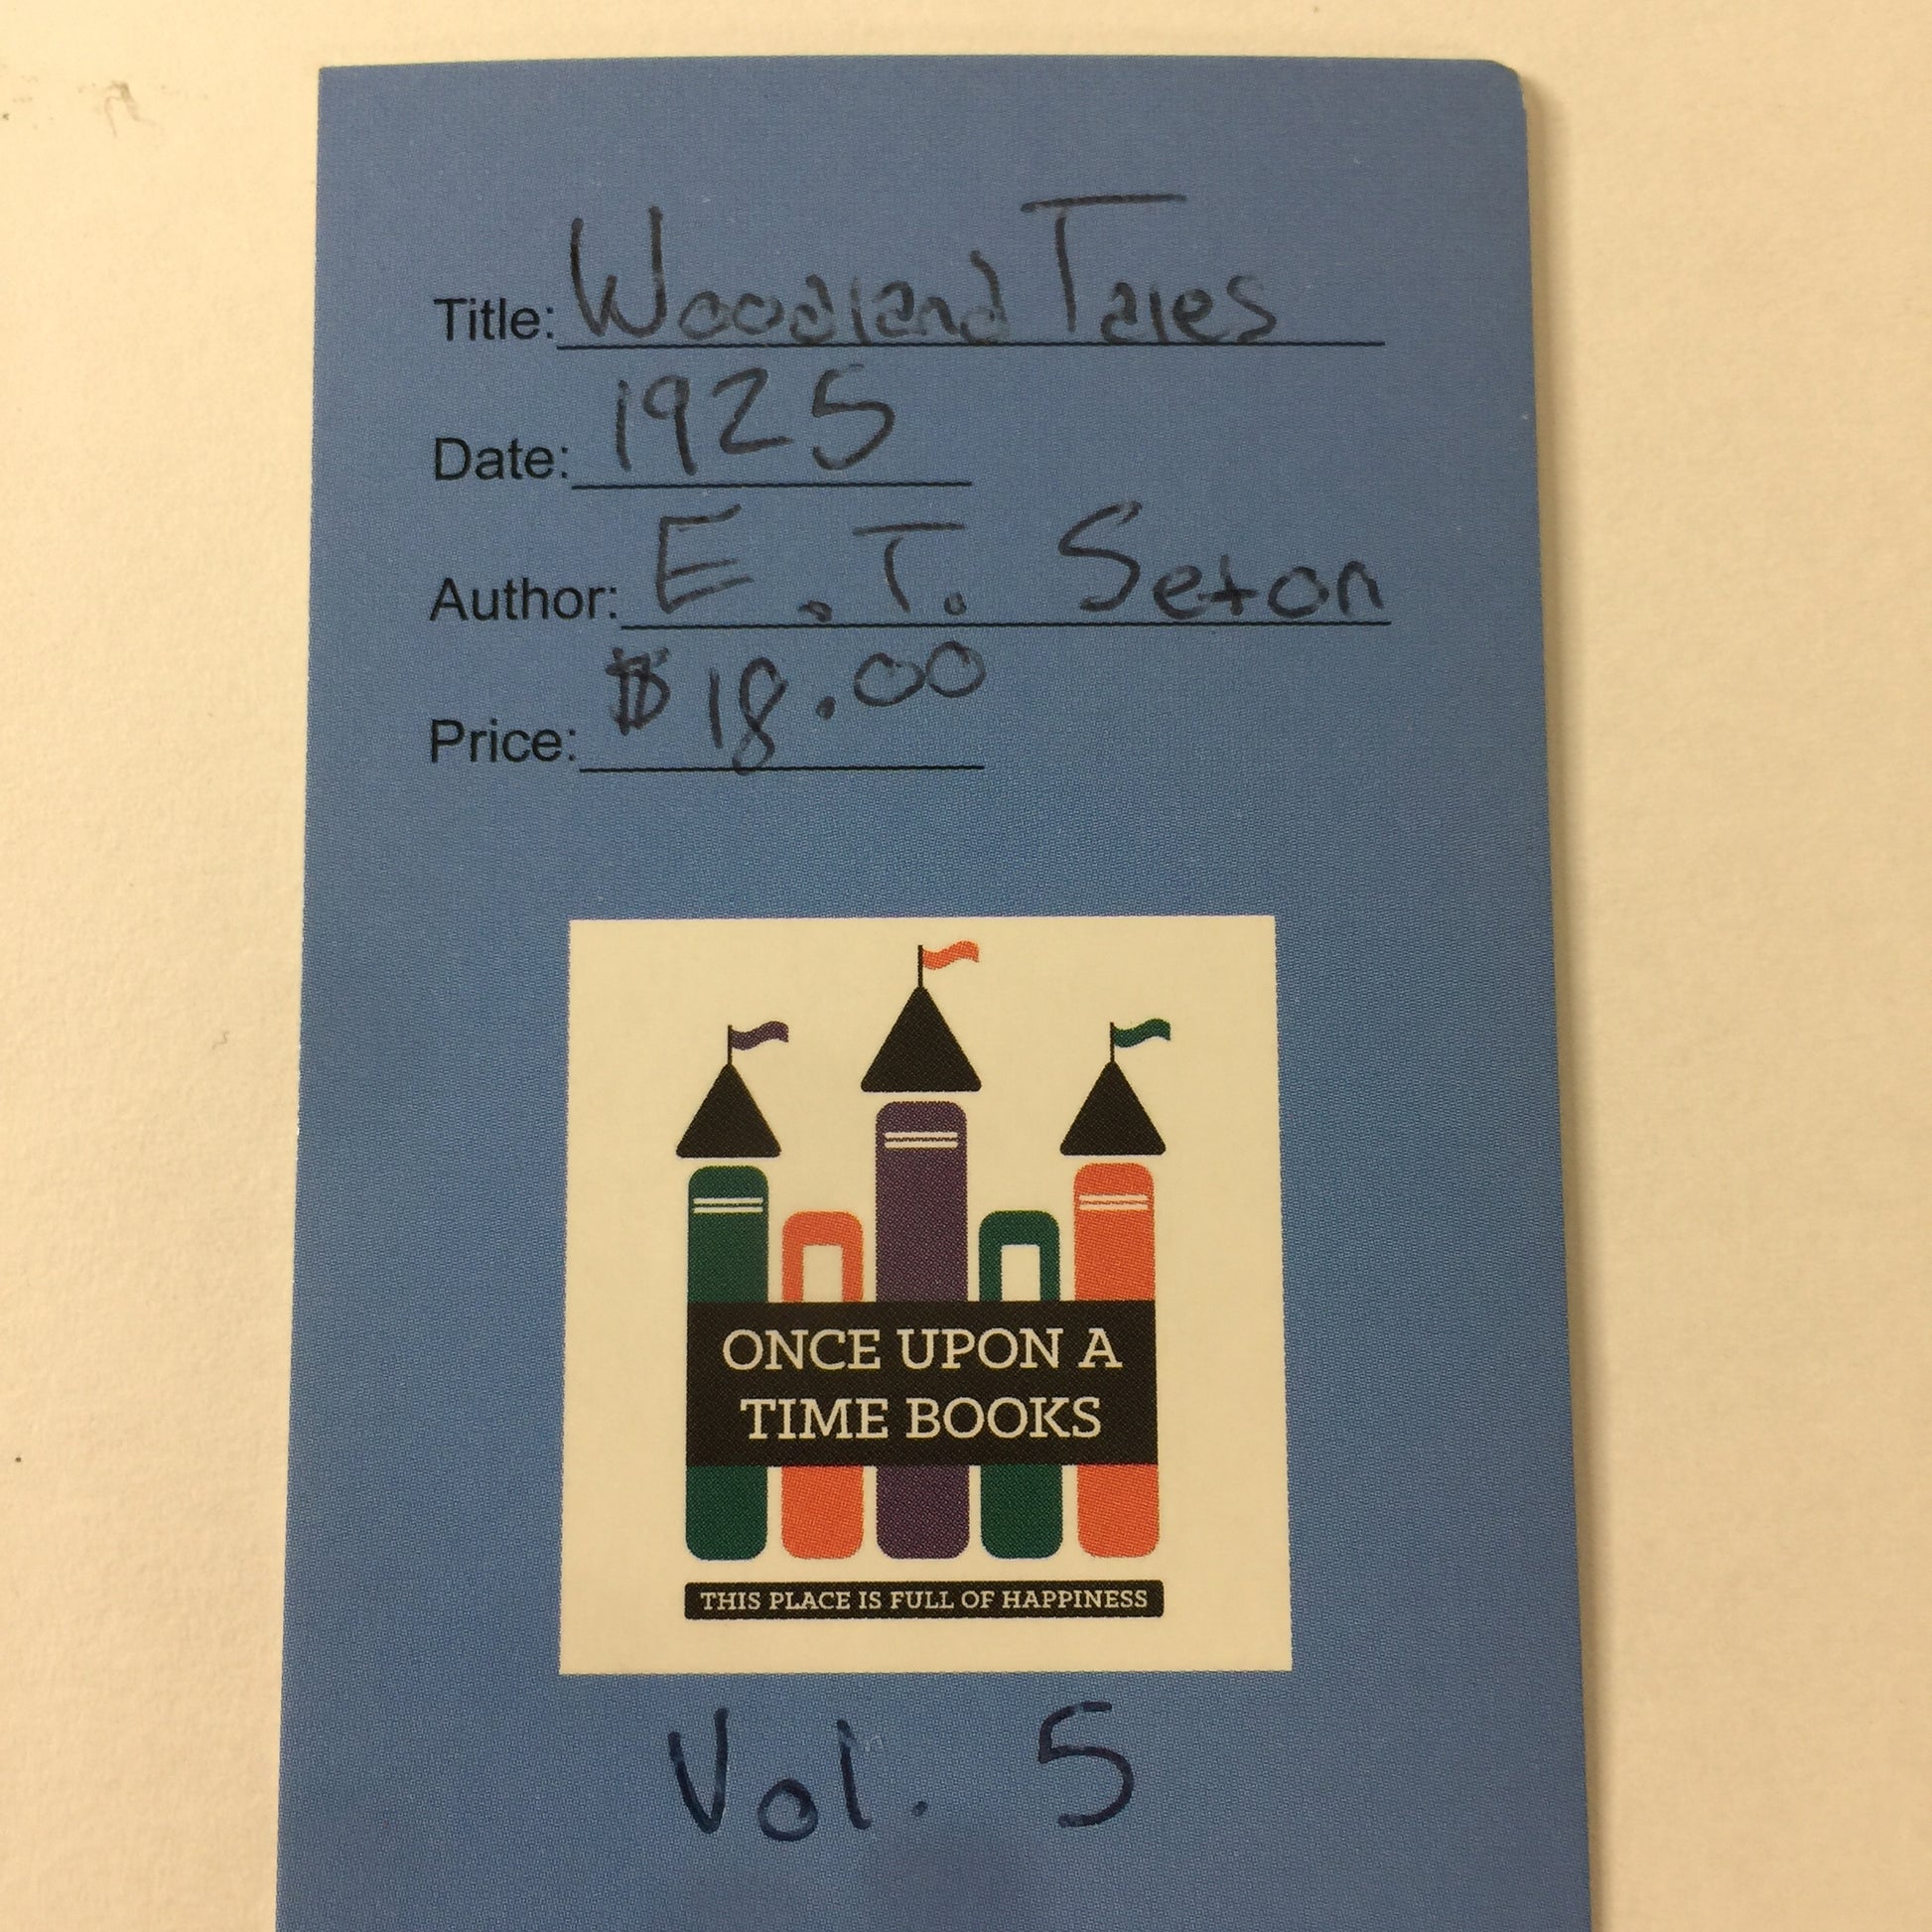 Title: Woodland Tales
Date: 1925
Author: E. T. Seton
Price: $18.00
ONCE UPON A
TIME BOOKS
THIS PLACE IS FULL OF HAPPINESS
Vol. 5